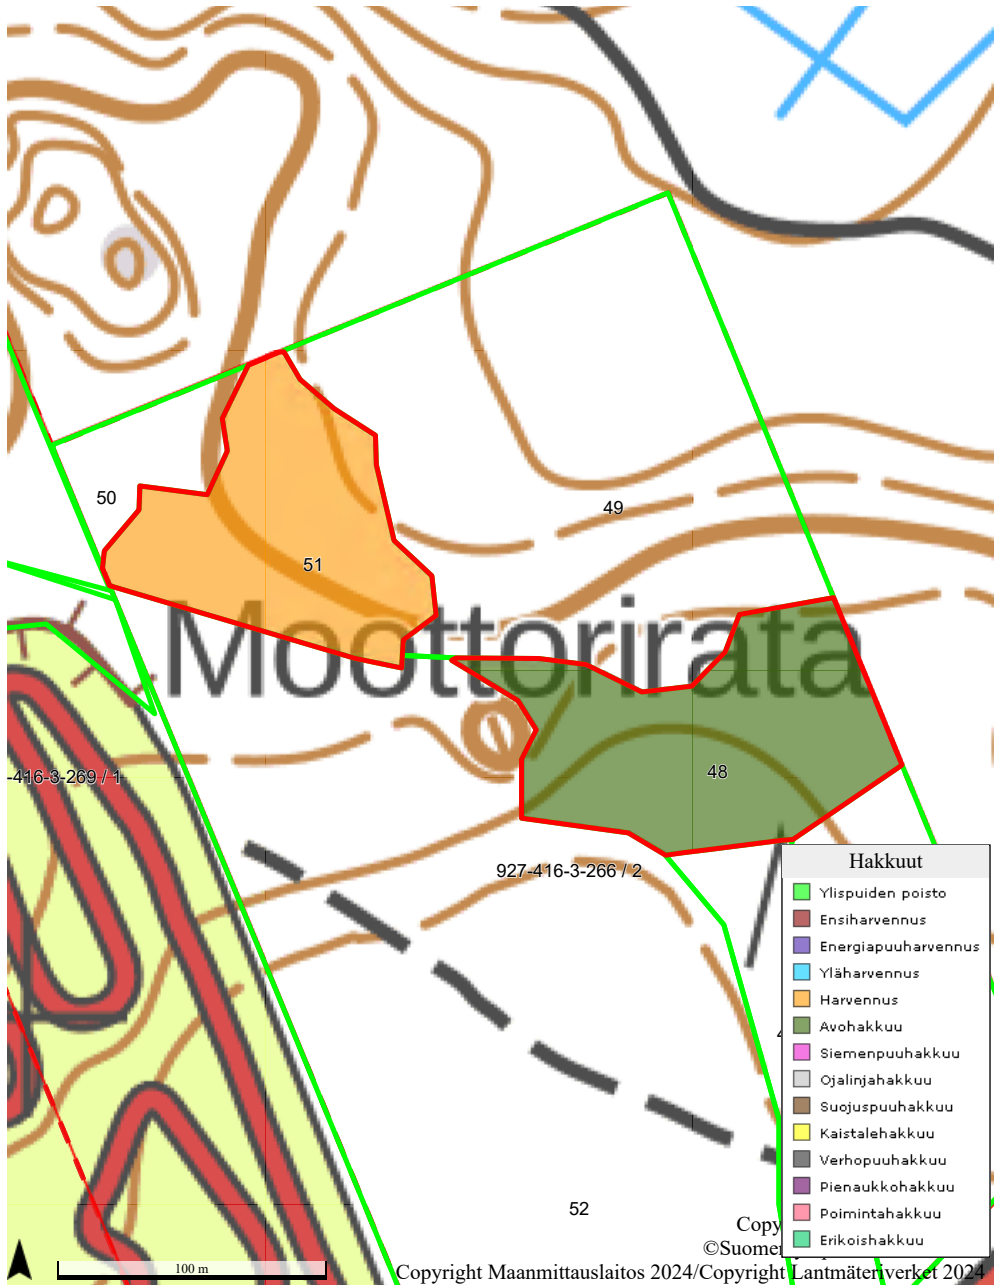 50
49
51
Moottorirata
-416-3-269 / 1
48
927-416-3-266 / 2
Hakkuut
Ylispuiden poisto
Ensiharvennus
Energiapuuharvennus
Yläharvennus
Harvennus
Avohakkuu
Siemenpuuhakkuu
Ojalinjahakkuu
Suojuspuuhakkuu
Kaistalehakkuu
Verhopuuhakkuu
Pienaukkohakkuu
Poimintahakkuu
Erikoishakkuu
52
Copy
©Suomen
100 m
Copyright Maanmittauslaitos 2024/Copyright Lantmäteriverket 2024